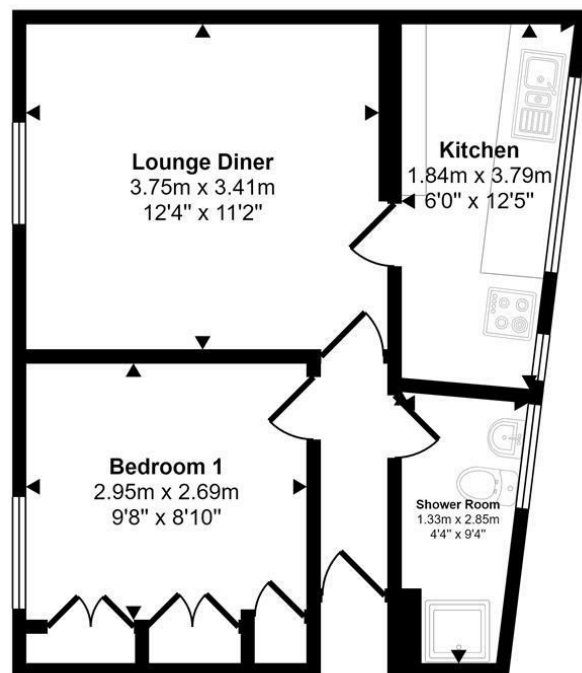 Lounge Diner
3.75m x 3.41m
12'4" x 11'2"
Kitchen
1.84m x 3.79m
6'0" x 12'5"
Bedroom 1
2.95m x 2.69m
9'8" x 8'10"
Shower Room
1.33m x 2.85m
4'4" x 9'4"